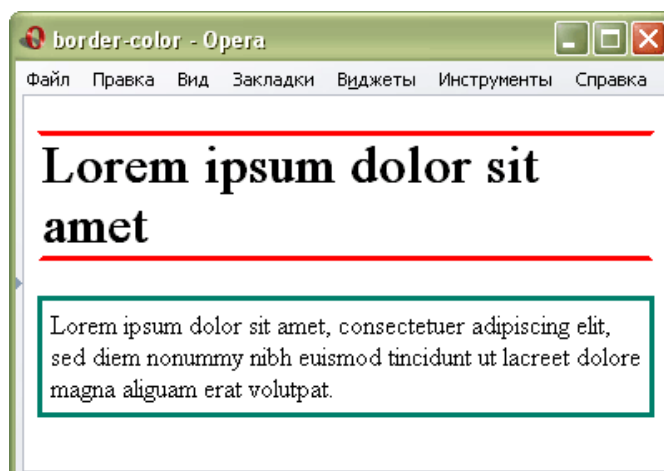 border-color - Opera
Файл Правка Вид Закладки Виджеты Инструменты Справка
Lorem ipsum dolor sit
amet
Lorem ipsum dolor sit amet, consectetuer adipiscing elit,
sed diem nonummy nibh euismod tincidunt ut lacreet dolore
magna aliguam erat volutpat.